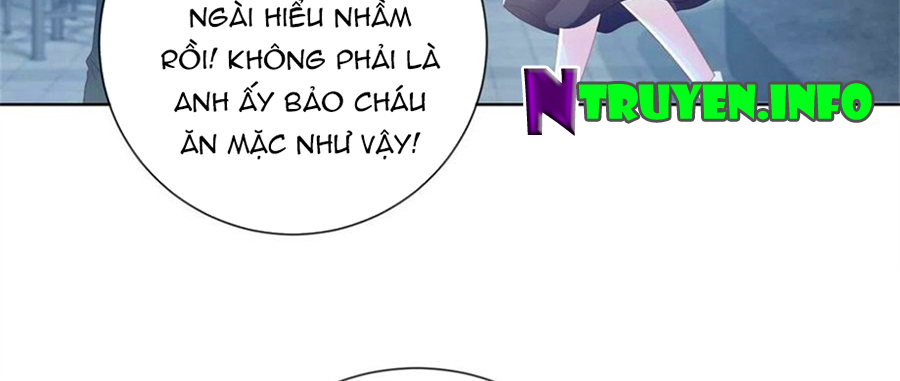 NGÀI HIỂU NHẦM
RỒI! KHÔNG PHẢI LÀ
ANH ẤY BẢO CHÁU
ĂN MẶC NHƯ VẬY!
NTRUYEN.INFO